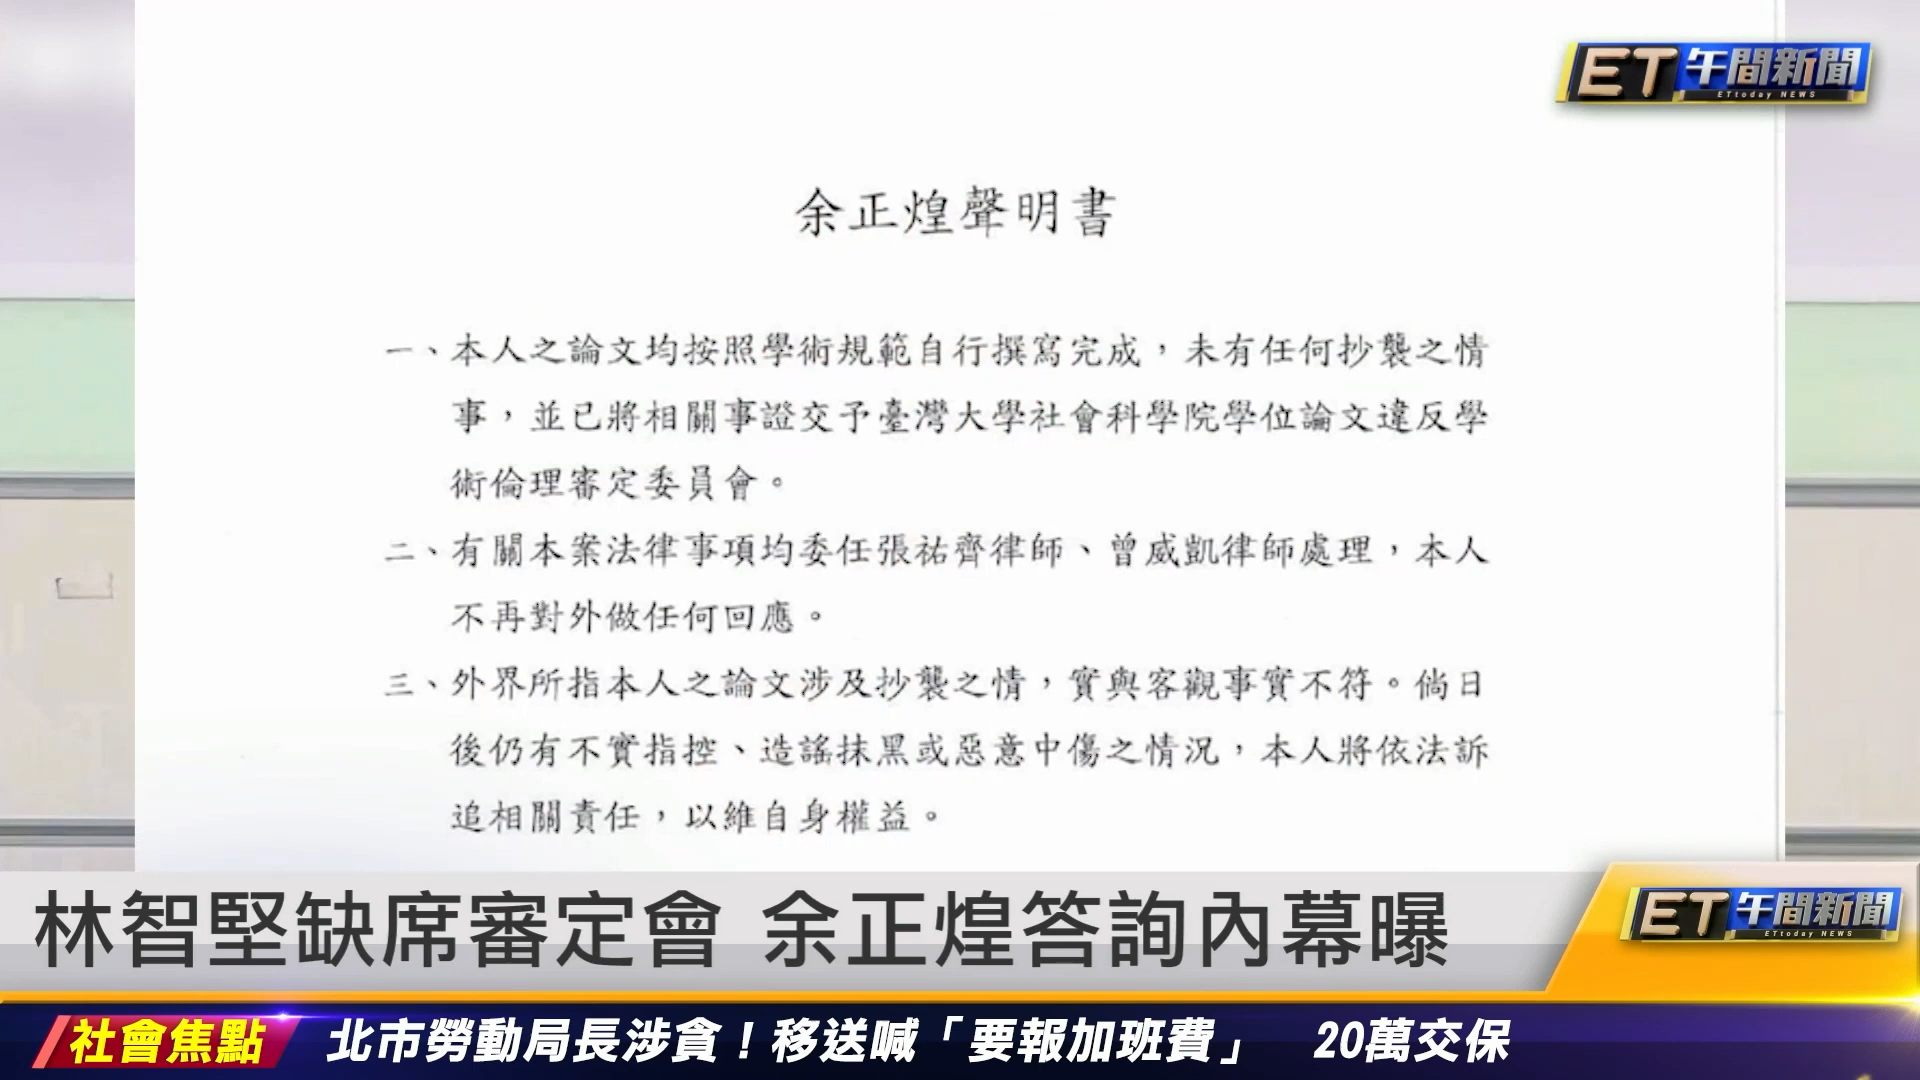 ET午間新聞
ETtoday NEWS
余正煌聲明書
一、本人之論文均按照學術規範自行撰寫完成，未有任何抄襲之情
事，並已將相關事證交予臺灣大學社會科學院學位論文違反學
術倫理審定委員會。
二、有關本案法律事項均委任張祐齊律師、曾威凱律師處理，本人
不再對外做任何回應。
三、外界所指本人之論文涉及抄襲之情，實與客觀事實不符。倘日
後仍有不實指控、造謠抹黑或惡意中傷之情況，本人將依法訴
追相關責任，以維自身權益。
林智堅缺席審定會 余正煌答詢內幕曝
ET午間新聞
ETtoday NEWS
社會焦點 北市勞動局長涉貪！移送喊「要報加班費」 20萬交保